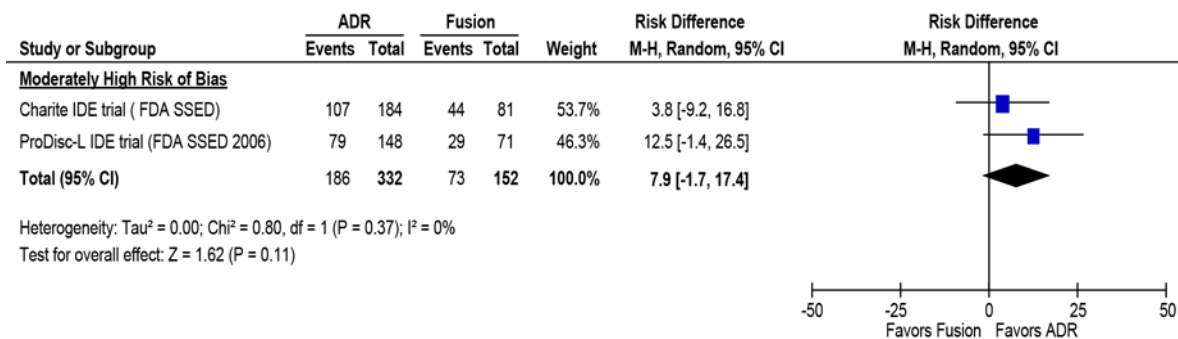 ADR Fusion Risk Difference Risk Difference
Study or Subgroup Events Total Events Total Weight M-H, Random, 95% CI M-H, Random, 95% CI
Moderately High Risk of Bias
Charite IDE trial ( FDA SSED) 107 184 44 81 53.7% 3.8 [-9.2, 16.8]
ProDisc-L IDE trial (FDA SSED 2006) 79 148 29 71 46.3% 12.5 [-1.4, 26.5]
Total (95% CI) 186 332 73 152 100.0% 7.9 [-1.7, 17.4]
Heterogeneity: Tau² = 0.00; Chi² = 0.80, df = 1 (P = 0.37); I² = 0%
Test for overall effect: Z = 1.62 (P = 0.11)
-50 -25 0 25 50
Favors Fusion Favors ADR